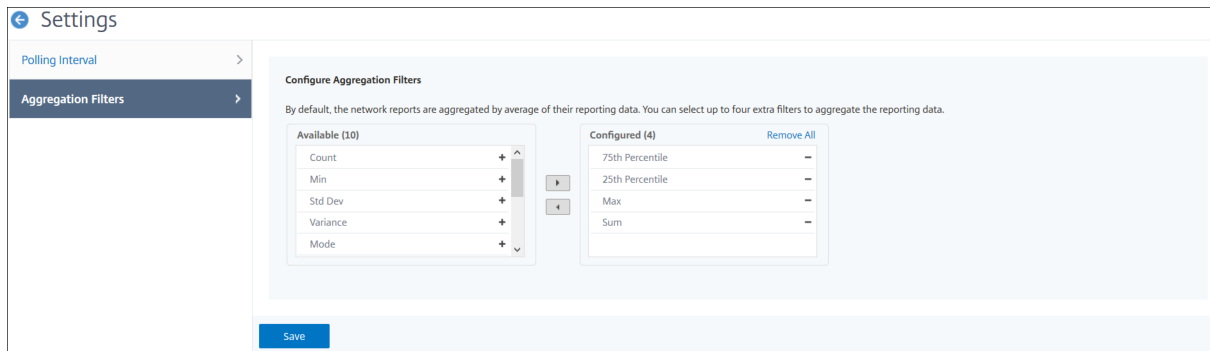 Settings
Polling Interval
Aggregation Filters
Configure Aggregation Filters
By default, the network reports are aggregated by average of their reporting data. You can select up to four extra filters to aggregate the reporting data.
Available (10)
Count
Min
Std Dev
Variance
Mode
Configured (4) Remove All
75th Percentile
25th Percentile
Max
Sum
Save